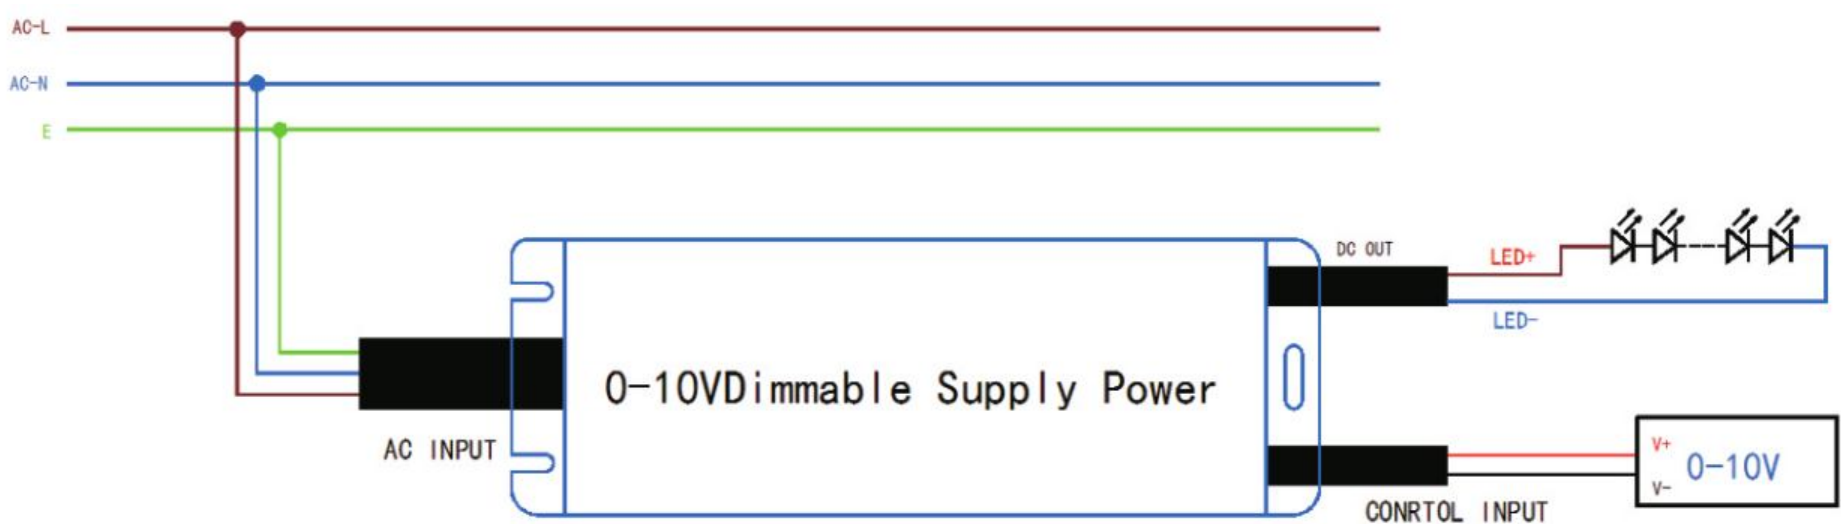 AC-L
AC-N
E
DC OUT
LED+
LED-
0-10VDimmable Supply Power
AC INPUT
V+
0-10V
V-
CONRTOL INPUT